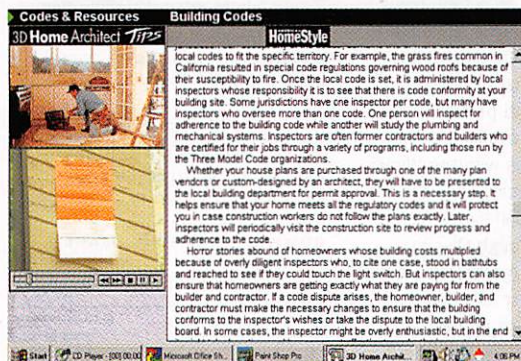 Codes & Resources
Building Codes
3D Home Architect TIPS
HomeStyle
local codes to fit the specific territory. For example, the grass fires common in
California resulted in special code regulations governing wood roofs because of
their susceptibility to fire. Once the local code is set, it is administered by local
inspectors whose responsibility it is to see that there is code conformity at your
building site. Some jurisdictions have one inspector per code, but many have
inspectors who oversee more than one code. One person will inspect for
adherence to the building code while another will study the plumbing and
mechanical systems. Inspectors are often former contractors and builders who
are certified for their jobs through a variety of programs, including those run by
the Three Model Code organizations.
Whether your house plans are purchased through one of the many plan
vendors or custom-designed by an architect, they will have to be presented to
the local building department for permit approval. This is a necessary step. It
helps ensure that your home meets all the regulatory codes and it will protect
you in case construction workers do not follow the plans exactly. Later,
inspectors will periodically visit the construction site to review progress and
adherence to the code.
Horror stories abound of homeowners whose building costs multiplied
because of overly diligent inspectors who, to cite one case, stood in bathtubs
and reached to see if they could touch the light switch. But inspectors can also
ensure that homeowners are getting exactly what they are paying for from the
builder and contractor. If a code dispute arises, the homeowner, builder, and
contractor must make the necessary changes to ensure that the building
conforms to the inspector's wishes or take the dispute to the local building
board. In some cases, the inspector might be overly enthusiastic, but in the end
Start
CD Player - [00] 00:00
Microsoft Office Sh...
Paint Shop Pro
3D Home Archit...
4:06 PM